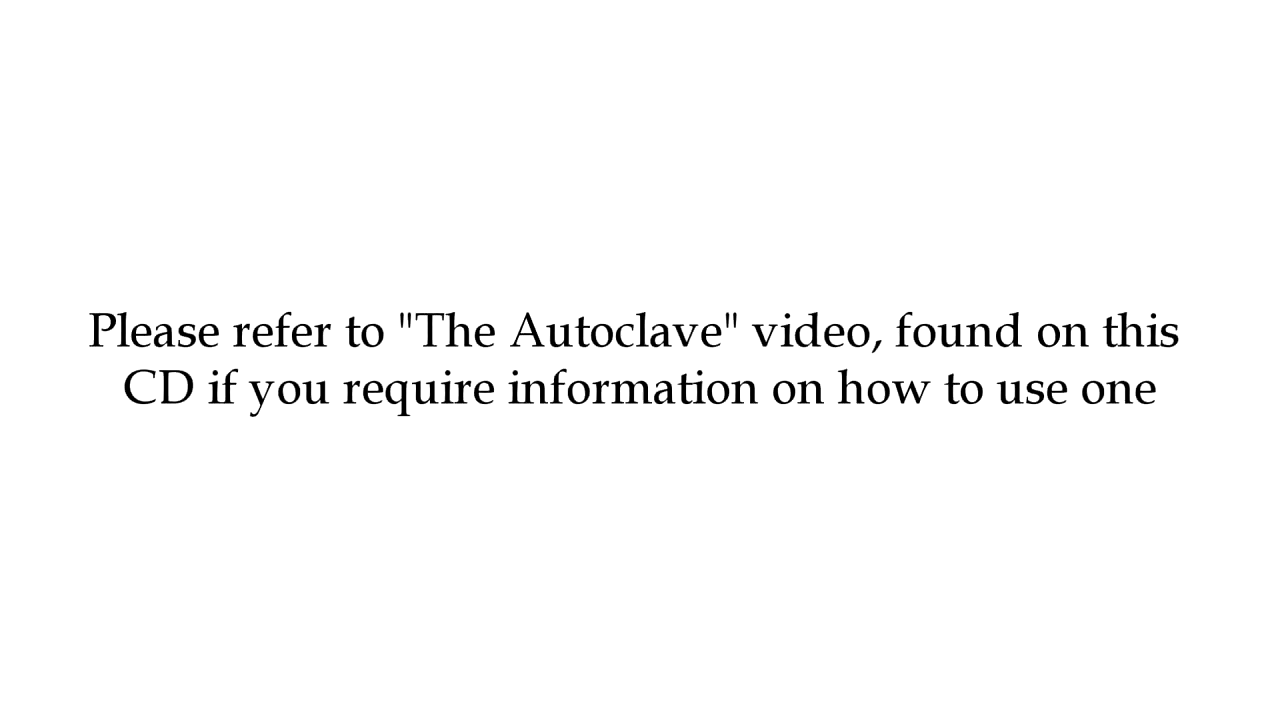 Please refer to "The Autoclave" video, found on this
CD if you require information on how to use one